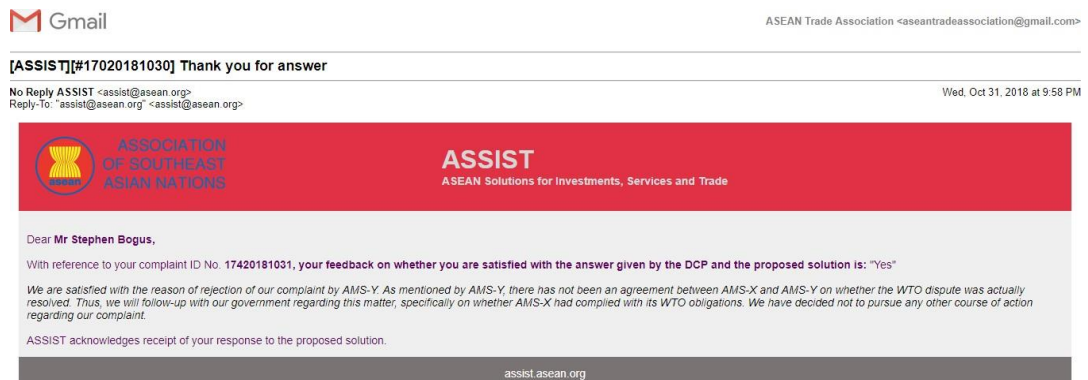 Gmail
ASEAN Trade Association <aseantradeassociation@gmail.com>
[ASSIST][#17020181030] Thank you for answer
No Reply ASSIST <assist@asean.org>
Wed, Oct 31, 2018 at 9:58 PM
Reply-To: "assist@asean.org" <assist@asean.org>
ASSOCIATION
OF SOUTHEAST
ASIAN NATIONS
asean
ASSIST
ASEAN Solutions for Investments, Services and Trade
Dear Mr Stephen Bogus,
With reference to your complaint ID No. 17420181031, your feedback on whether you are satisfied with the answer given by the DCP and the proposed solution is: "Yes"
We are satisfied with the reason of rejection of our complaint by AMS-Y. As mentioned by AMS-Y, there has not been an agreement between AMS-X and AMS-Y on whether the WTO dispute was actually
resolved. Thus, we will follow-up with our government regarding this matter, specifically on whether AMS-X had complied with its WTO obligations. We have decided not to pursue any other course of action
regarding our complaint.
ASSIST acknowledges receipt of your response to the proposed solution.
assist.asean.org